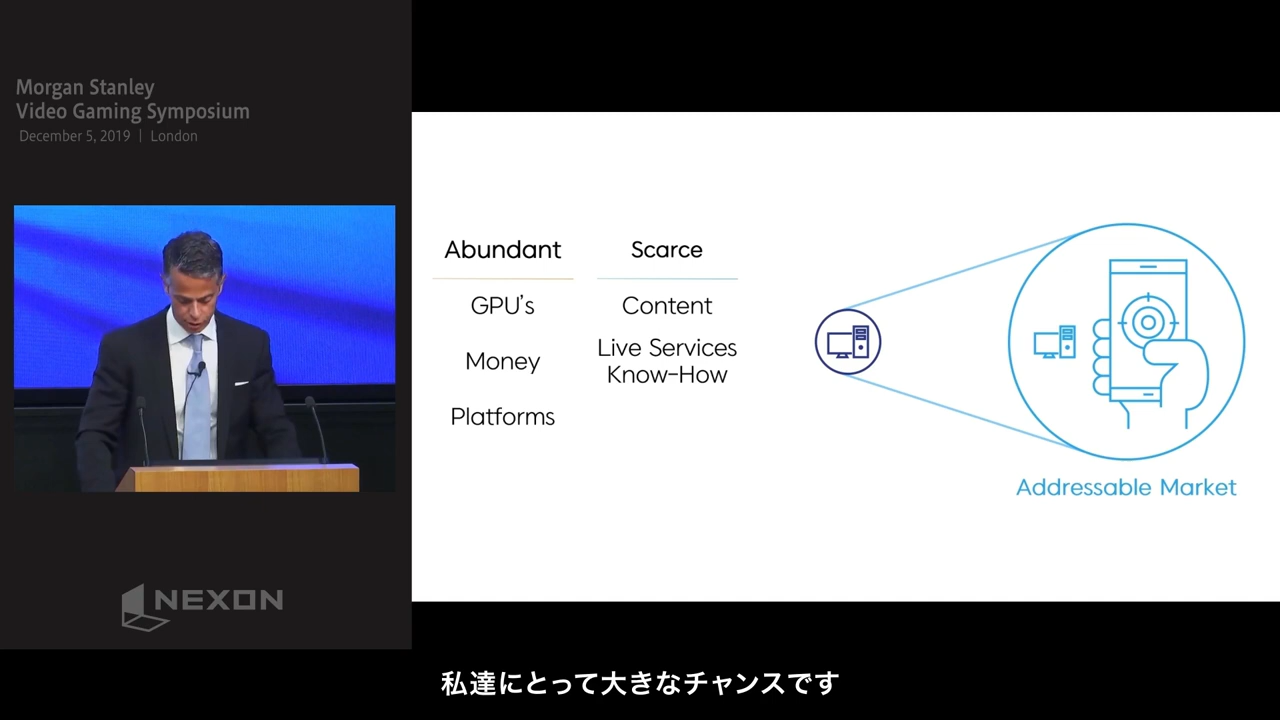 Morgan Stanley
Video Gaming Symposium
December 5, 2019 | London
NEXON
Abundant
GPU's
Money
Platforms
Scarce
Content
Live Services
Know-How
Addressable Market
私達にとって大きなチャンスです